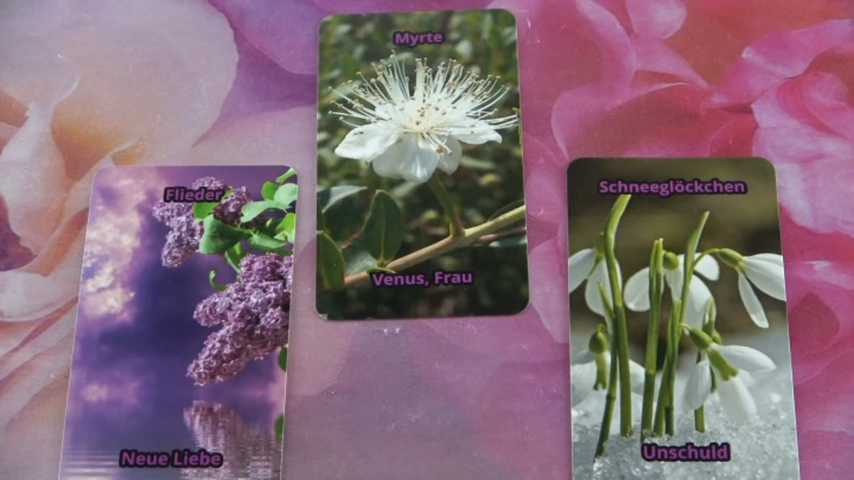 Flieder
Neue Liebe
Myrte
Venus, Frau
Schneeglöckchen
Unschuld